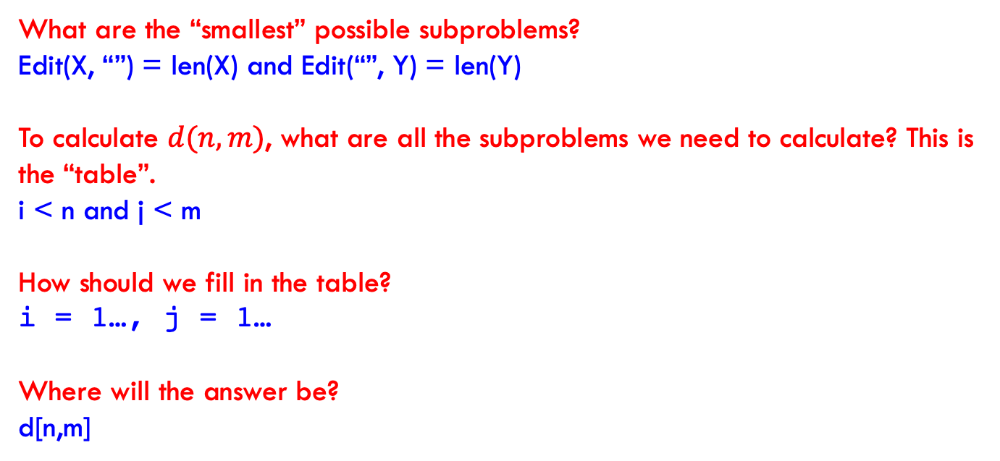 What are the “smallest” possible subproblems?
Edit(X, “”) = len(X) and Edit(“”, Y) = len(Y)
To calculate 𝑑(𝑛, 𝑚), what are all the subproblems we need to calculate? This is
the “table”.
i < n and j < m
How should we fill in the table?
i = 1…, j = 1…
Where will the answer be?
d[n,m]